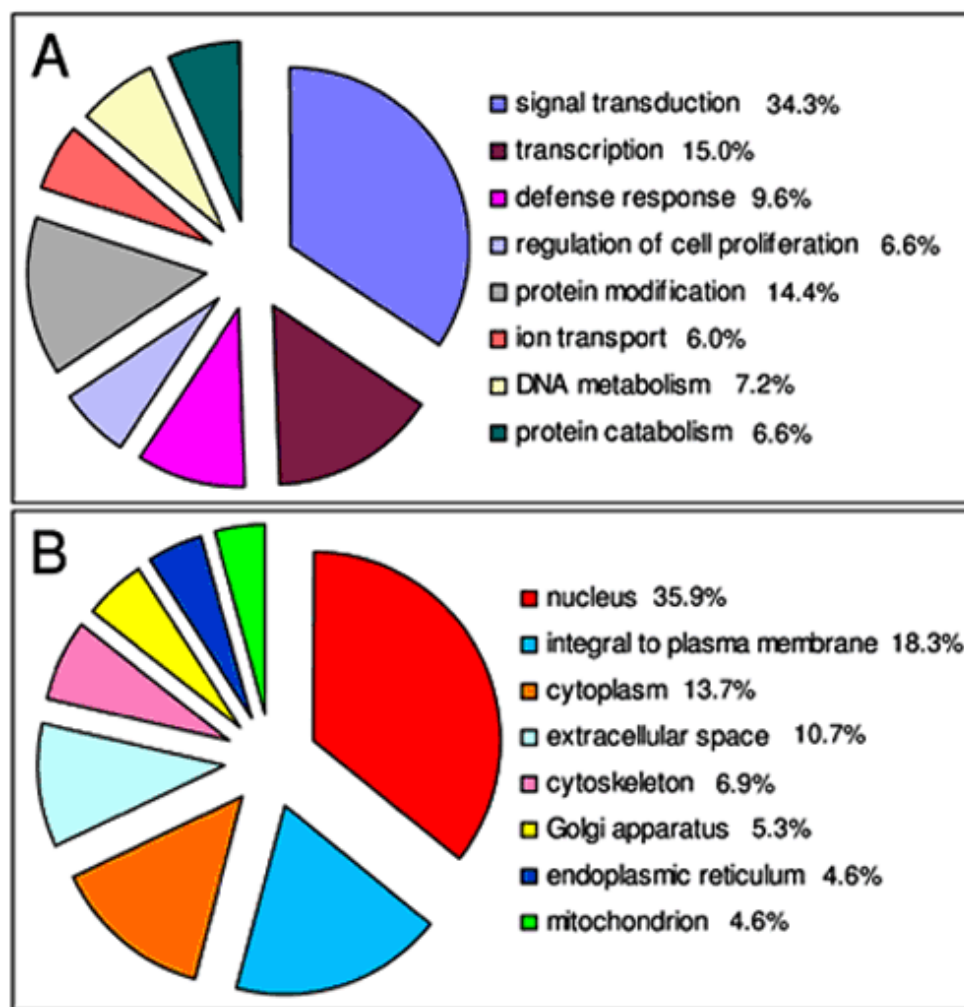 A
signal transduction 34.3%
transcription 15.0%
defense response 9.6%
regulation of cell proliferation 6.6%
protein modification 14.4%
ion transport 6.0%
DNA metabolism 7.2%
protein catabolism 6.6%
B
nucleus 35.9%
integral to plasma membrane 18.3%
cytoplasm 13.7%
extracellular space 10.7%
cytoskeleton 6.9%
Golgi apparatus 5.3%
endoplasmic reticulum 4.6%
mitochondrion 4.6%